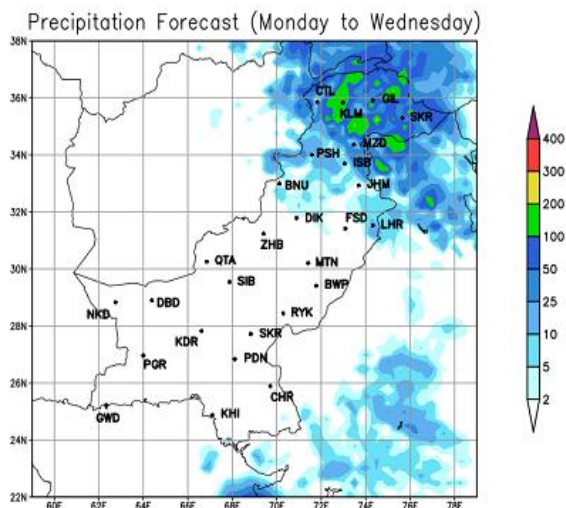 Precipitation Forecast (Monday to Wednesday)
38N
36N
34N
32N
30N
28N
26N
24N
22N
60E 62E 64E 66E 68E 70E 72E 74E 76E 78E
CTL
GIL
KLM
SKR
MZD
PSH
ISB
BNU
JHM
DIK
FSD
LHR
ZHB
QTA
MTN
SIB
BWP
DBD
NKD
RYK
KDR
SKR
PDN
PGR
CHR
GWD
KHI
400
300
200
100
50
25
10
5
2